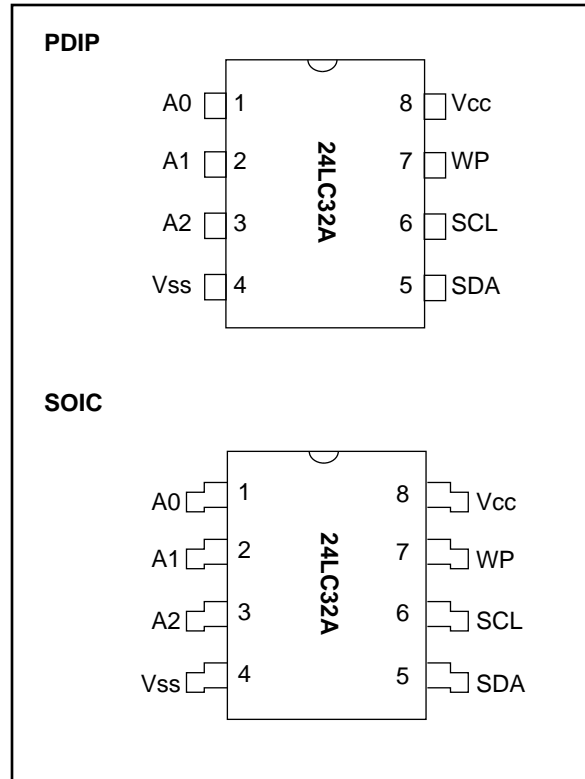 PDIP
A0 1 8 Vcc
A1 2 7 WP
A2 3 6 SCL
Vss 4 5 SDA
24LC32A
SOIC
A0 1 8 Vcc
A1 2 7 WP
A2 3 6 SCL
Vss 4 5 SDA
24LC32A